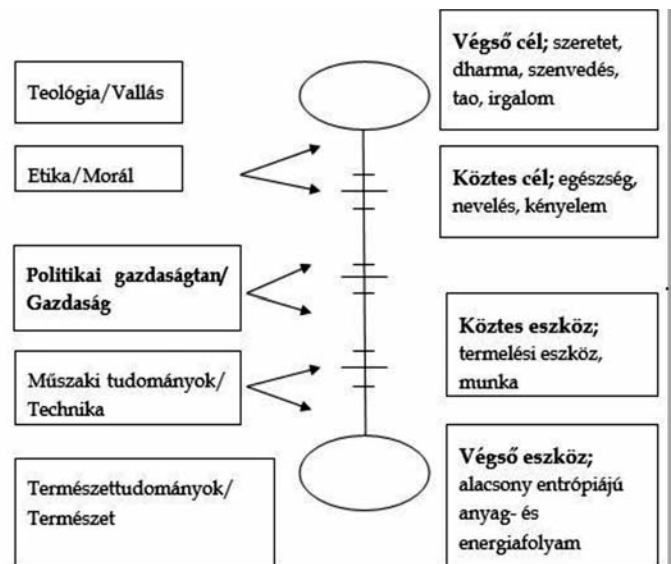 Teológia/Vallás
Etika/Morál
Politikai gazdaságtan/
Gazdaság
Műszaki tudományok/
Technika
Természettudományok/
Természet
Végső cél; szeretet,
dharma, szenvedés,
tao, irgalom
Köztes cél; egészség,
nevelés, kényelem
Köztes eszköz;
termelési eszköz,
munka
Végső eszköz;
alacsony entrópiájú
anyag- és
energiafolyam